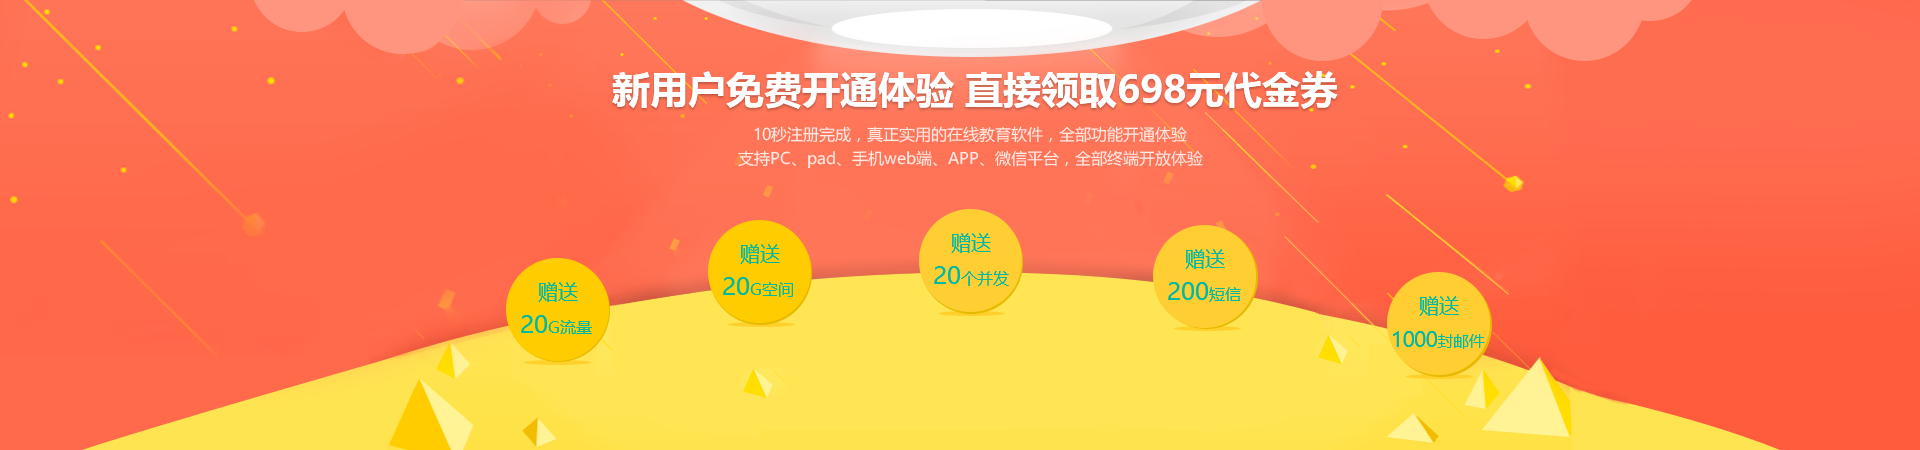 新用户免费开通体验 直接领取698元代金券
10秒注册完成，真正实用的在线教育软件，全部功能开通体验
支持PC、pad、手机web端、APP、微信平台，全部终端开放体验
赠送
20G流量
赠送
20G空间
赠送
20个并发
赠送
200短信
赠送
1000封邮件